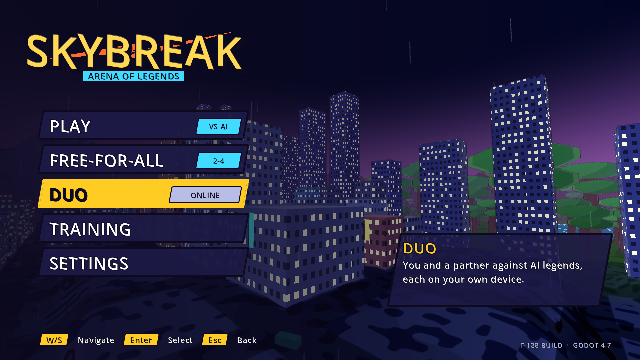 SKYBREAK
ARENA OF LEGENDS
PLAY VS AI
FREE-FOR-ALL 2-4
DUO ONLINE
TRAINING
SETTINGS
DUO
You and a partner against AI legends,
each on your own device.
W/S Navigate Enter Select Esc Back
BUILD · GODOT 4.7